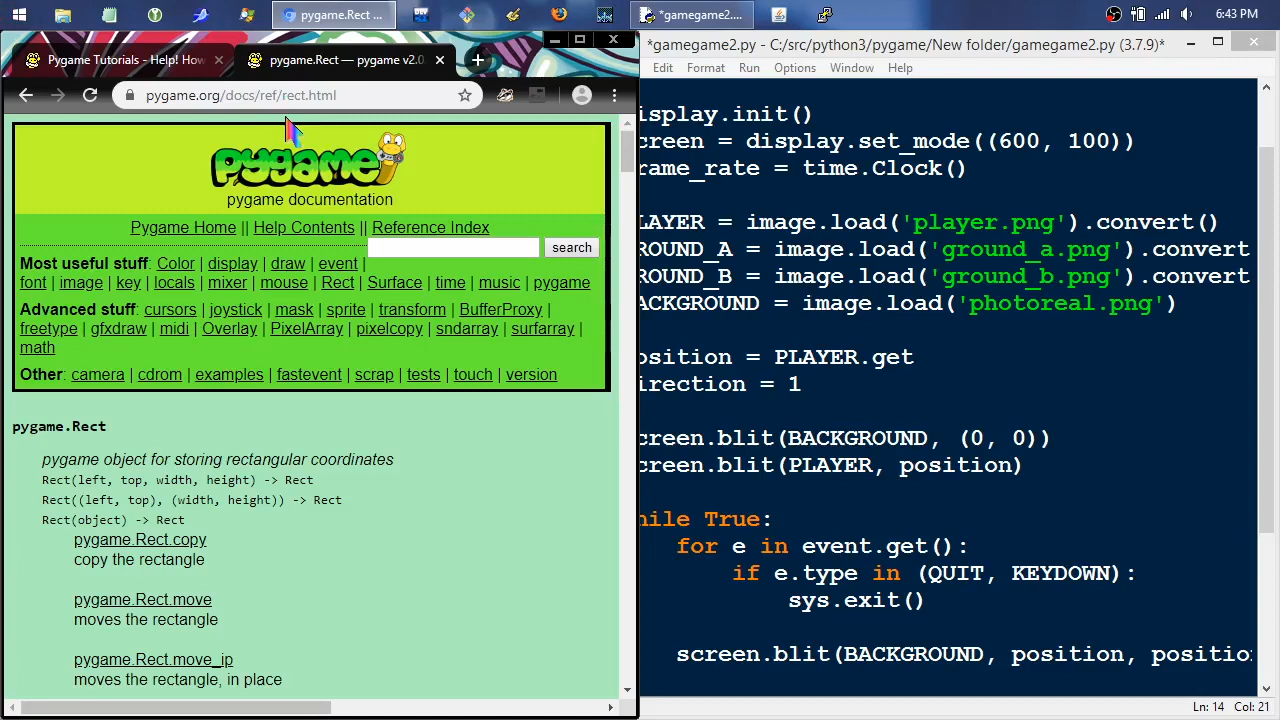 pygame.Rect ...
*gamegame2....
6:43 PM
Pygame Tutorials - Help! How
pygame.Rect — pygame v2.0.
pygame.org/docs/ref/rect.html
pygame
pygame documentation
Pygame Home || Help Contents || Reference Index
search
Most useful stuff: Color | display | draw | event |
font | image | key | locals | mixer | mouse | Rect | Surface | time | music | pygame
Advanced stuff: cursors | joystick | mask | sprite | transform | BufferProxy |
freetype | gfxdraw | midi | Overlay | PixelArray | pixelcopy | sndarray | surfarray |
math
Other: camera | cdrom | examples | fastevent | scrap | tests | touch | version
pygame.Rect
pygame object for storing rectangular coordinates
Rect(left, top, width, height) -> Rect
Rect((left, top), (width, height)) -> Rect
Rect(object) -> Rect
pygame.Rect.copy
copy the rectangle
pygame.Rect.move
moves the rectangle
pygame.Rect.move_ip
moves the rectangle, in place
*gamegame2.py - C:/src/python3/pygame/New folder/gamegame2.py (3.7.9)*
Edit Format Run Options Window Help
isplay.init()
creen = display.set_mode((600, 100))
rame_rate = time.Clock()
LAYER = image.load('player.png').convert()
ROUND_A = image.load('ground_a.png').convert
ROUND_B = image.load('ground_b.png').convert
ACKGROUND = image.load('photoreal.png')
osition = PLAYER.get
irection = 1
creen.blit(BACKGROUND, (0, 0))
creen.blit(PLAYER, position)
hile True:
for e in event.get():
if e.type in (QUIT, KEYDOWN):
sys.exit()
screen.blit(BACKGROUND, position, positio
Ln: 14 Col: 21